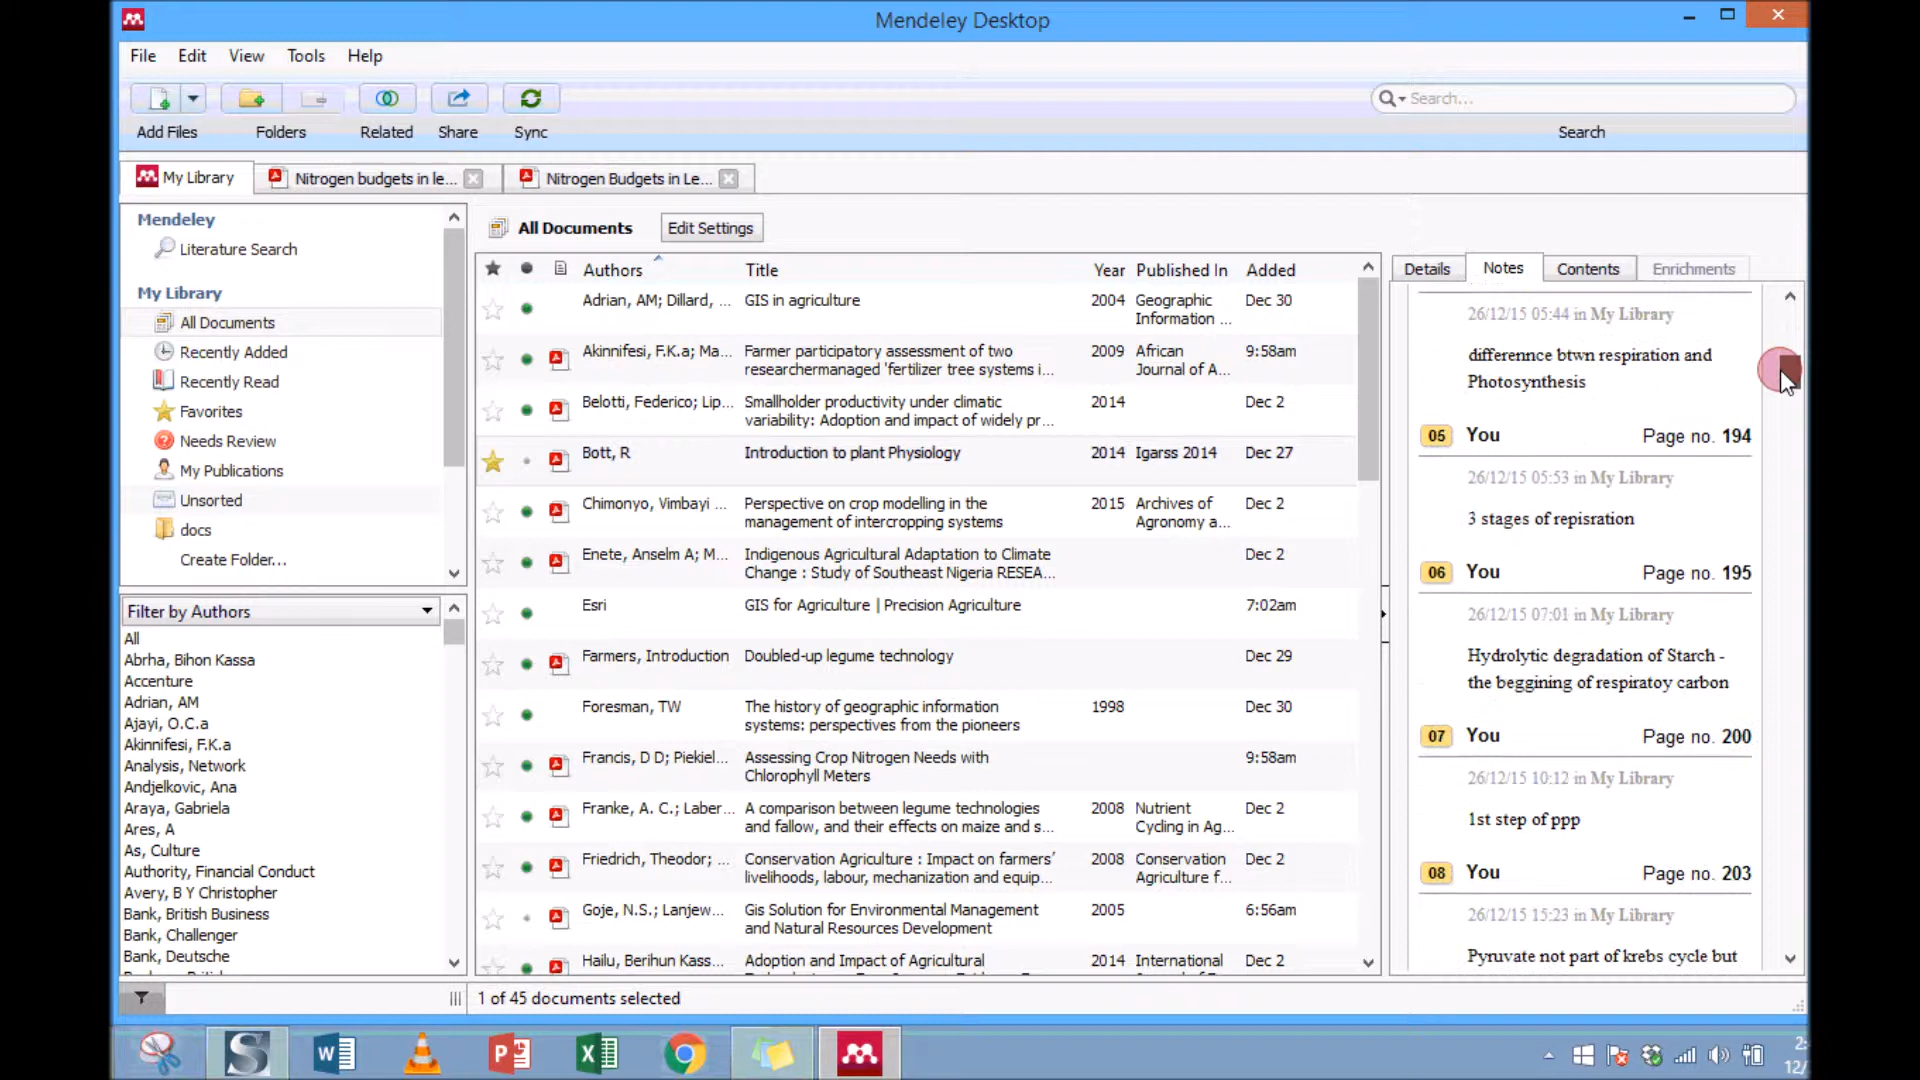 Mendeley Desktop
File Edit View Tools Help
Search...
Add Files Folders Related Share Sync Search
My Library Nitrogen budgets in le... Nitrogen Budgets in Le...
Mendeley
Literature Search
My Library
All Documents
Recently Added
Recently Read
Favorites
Needs Review
My Publications
Unsorted
docs
Create Folder...
Filter by Authors
All
Abrha, Bihon Kassa
Accenture
Adrian, AM
Ajayi, O.C.a
Akinnifesi, F.K.a
Analysis, Network
Andjelkovic, Ana
Araya, Gabriela
Ares, A
As, Culture
Authority, Financial Conduct
Avery, B Y Christopher
Bank, British Business
Bank, Challenger
Bank, Deutsche
All Documents Edit Settings
Authors Title Year Published In Added
Adrian, AM; Dillard, ... GIS in agriculture 2004 Geographic Dec 30
Information ...
Akinnifesi, F.K.a; Ma... Farmer participatory assessment of two 2009 African 9:58am
researchermanaged 'fertilizer tree systems i... Journal of A...
Belotti, Federico; Lip... Smallholder productivity under climatic 2014 Dec 2
variability: Adoption and impact of widely pr...
Bott, R Introduction to plant Physiology 2014 Igarss 2014 Dec 27
Chimonyo, Vimbayi ... Perspective on crop modelling in the 2015 Archives of Dec 2
management of intercropping systems Agronomy a...
Enete, Anselm A; M... Indigenous Agricultural Adaptation to Climate Dec 2
Change : Study of Southeast Nigeria RESEA...
Esri GIS for Agriculture | Precision Agriculture 7:02am
Farmers, Introduction Doubled-up legume technology Dec 29
Foresman, TW The history of geographic information 1998 Dec 30
systems: perspectives from the pioneers
Francis, D D; Piekiel... Assessing Crop Nitrogen Needs with 9:58am
Chlorophyll Meters
Franke, A. C.; Laber... A comparison between legume technologies 2008 Nutrient Dec 2
and fallow, and their effects on maize and s... Cycling in Ag...
Friedrich, Theodor; ... Conservation Agriculture : Impact on farmers' 2008 Conservation Dec 2
livelihoods, labour, mechanization and equip... Agriculture f...
Goje, N.S.; Lanjew... Gis Solution for Environmental Management 2005 6:56am
and Natural Resources Development
Hailu, Berihun Kass... Adoption and Impact of Agricultural 2014 International Dec 2
Details Notes Contents Enrichments
26/12/15 05:44 in My Library
differennce btwn respiration and
Photosynthesis
05 You Page no. 194
26/12/15 05:53 in My Library
3 stages of repisration
06 You Page no. 195
26/12/15 07:01 in My Library
Hydrolytic degradation of Starch -
the beggining of respiratoy carbon
07 You Page no. 200
26/12/15 10:12 in My Library
1st step of ppp
08 You Page no. 203
26/12/15 15:23 in My Library
Pyruvate not part of krebs cycle but
1 of 45 documents selected
2:
12/